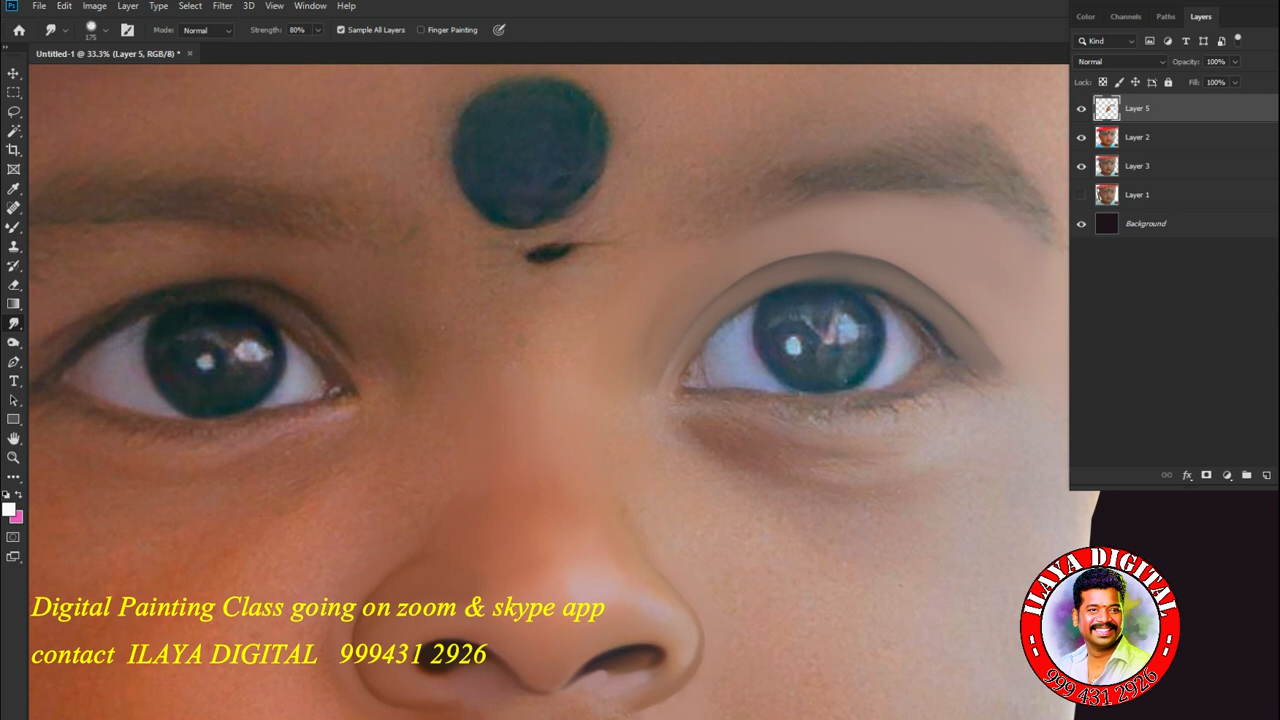 File Edit Image Layer Type Select Filter 3D View Window Help
175 Mode: Normal Strength: 80% Sample All Layers Finger Painting
Untitled-1 @ 33.3% (Layer 5, RGB/8) * ×
Color Channels Paths Layers
Kind
Normal Opacity: 100%
Lock: Fill: 100%
Layer 5
Layer 2
Layer 3
Layer 1
Background
fx
Digital Painting Class going on zoom & skype app
contact ILAYA DIGITAL 999431 2926
ILAYA DIGITAL
999 431 2926